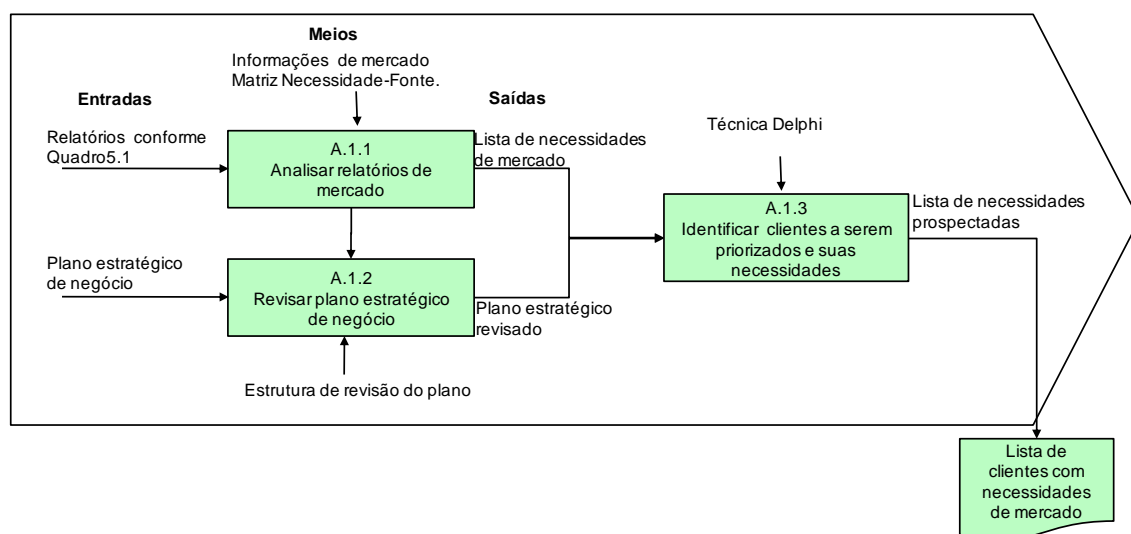 Meios
Informações de mercado
Matriz Necessidade-Fonte.
Entradas
Saídas
Relatórios conforme
Quadro5.1
A.1.1
Analisar relatórios de
mercado
Lista de necessidades
de mercado
Técnica Delphi
A.1.3
Identificar clientes a serem
priorizados e suas
necessidades
Lista de necessidades
prospectadas
Plano estratégico
de negócio
A.1.2
Revisar plano estratégico
de negócio
Plano estratégico
revisado
Estrutura de revisão do plano
Lista de
clientes com
necessidades
de mercado